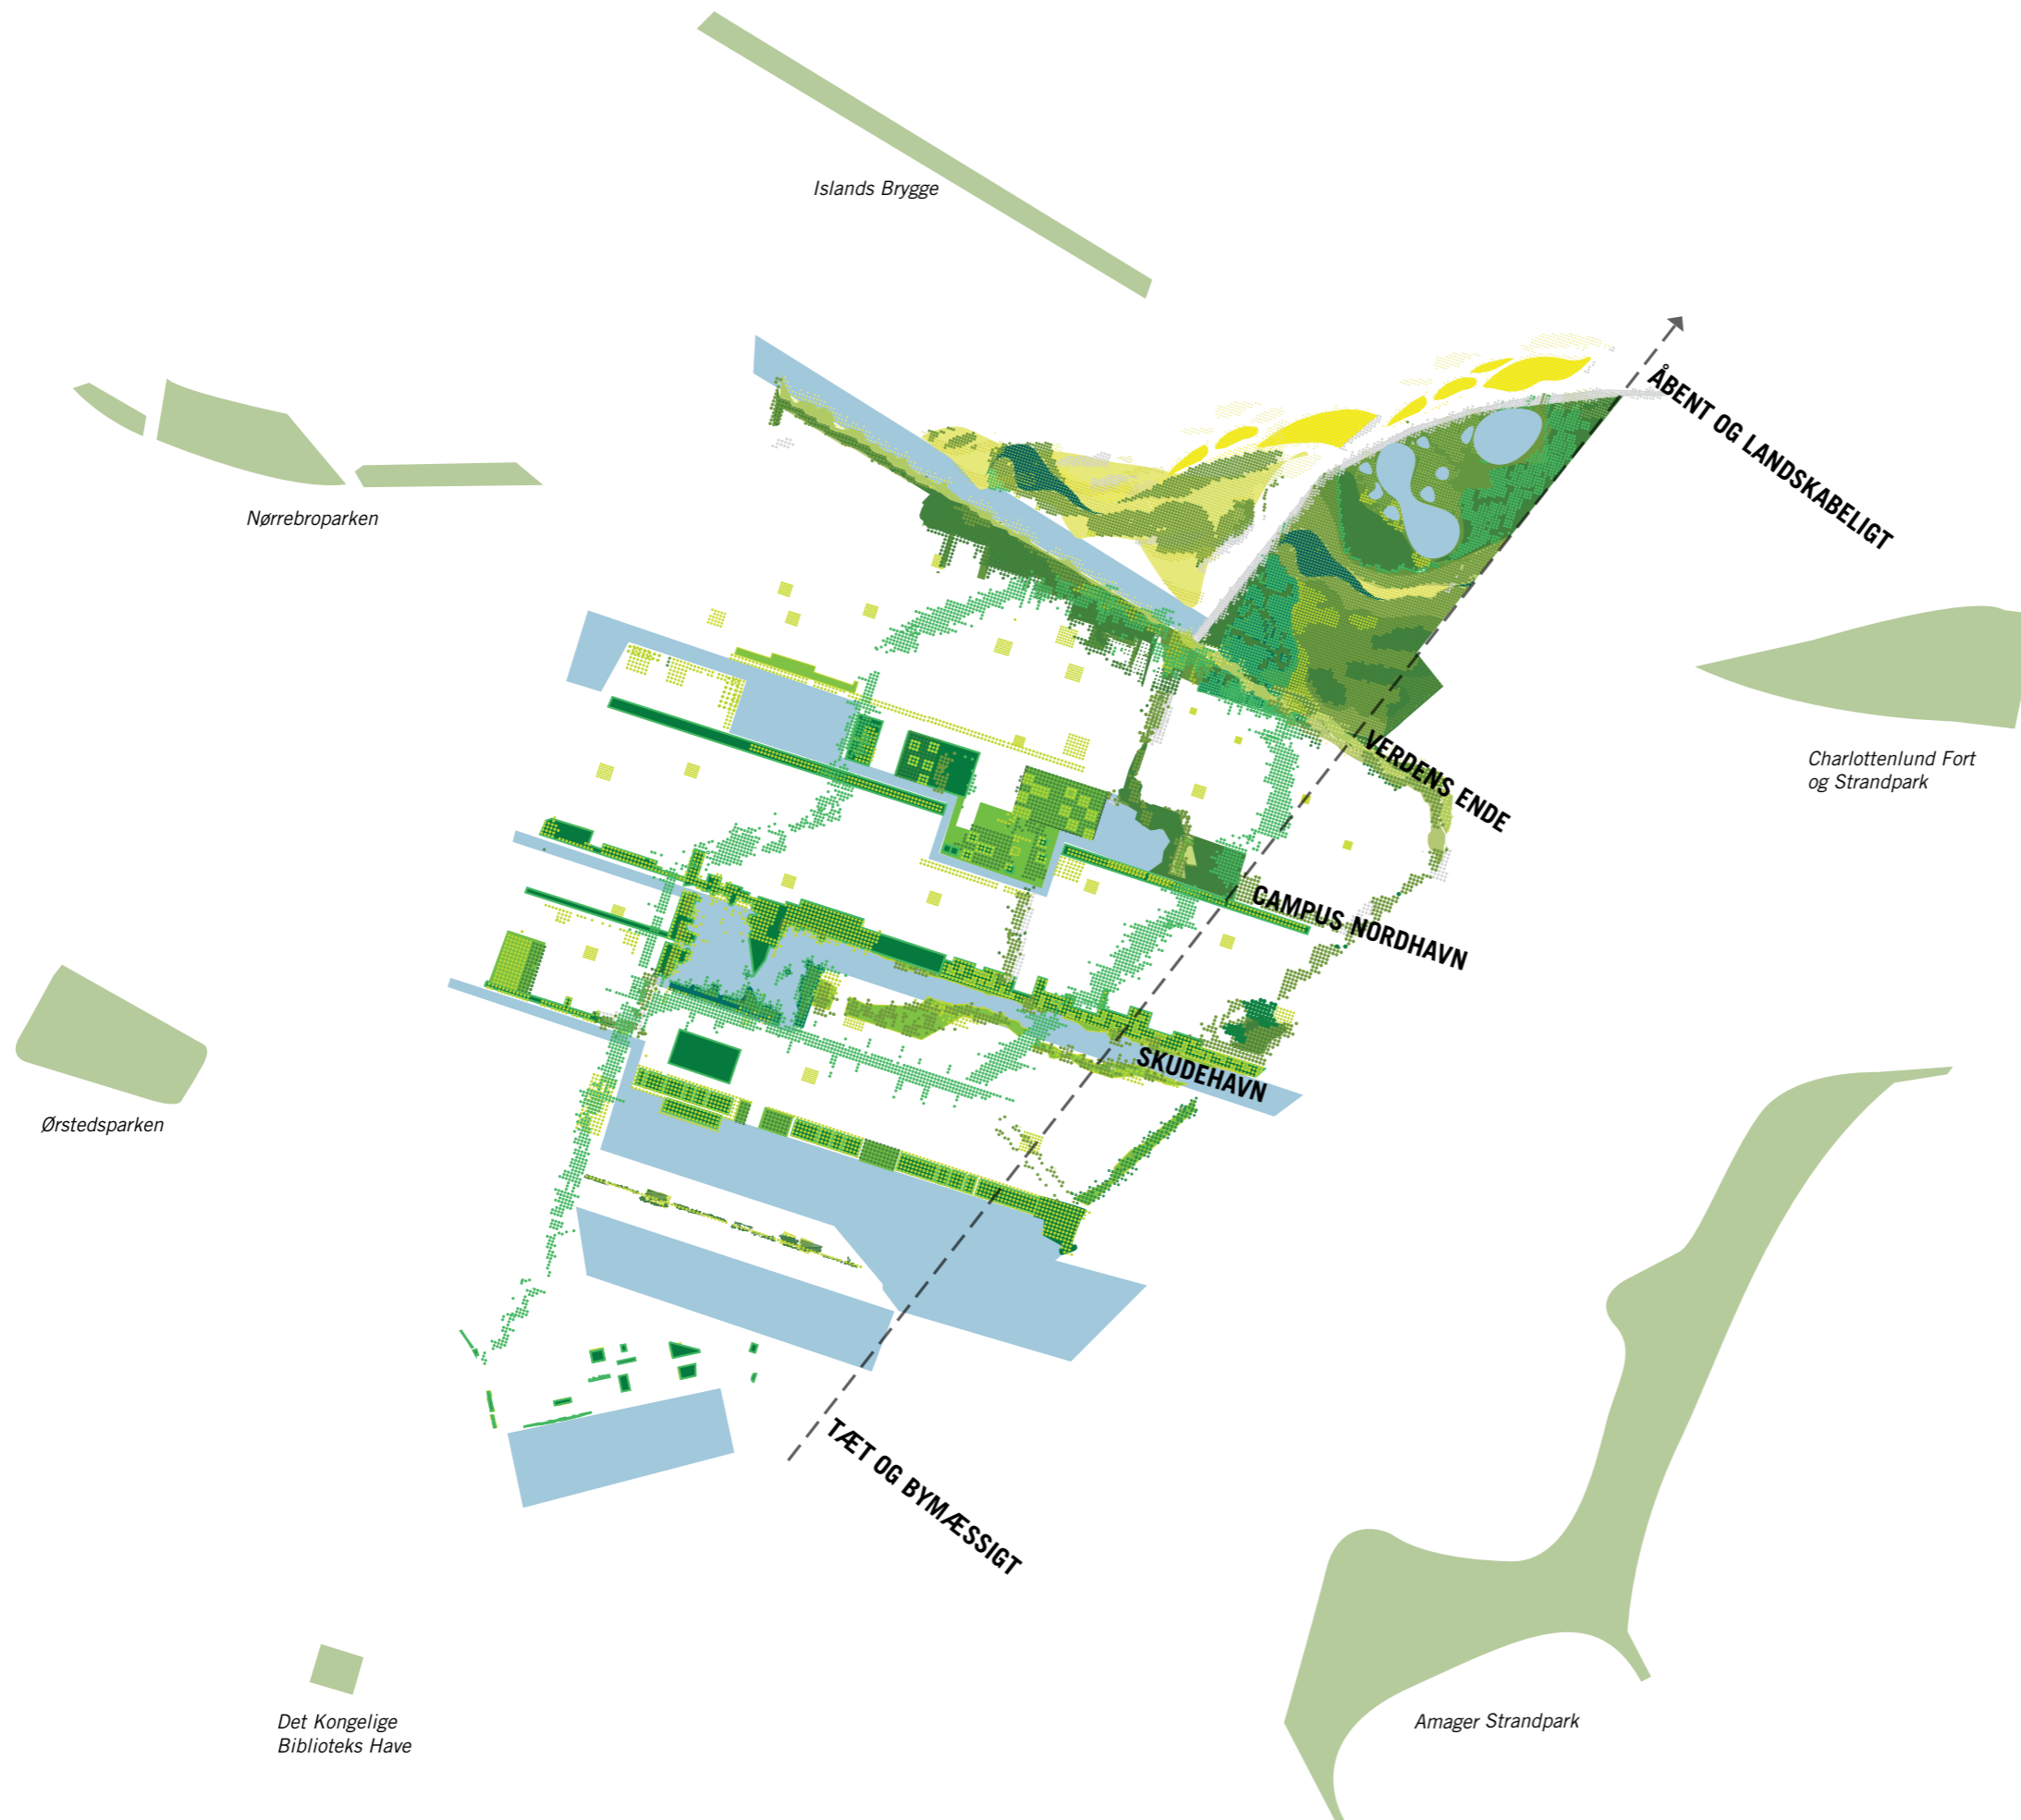 Islands Brygge
ÅBENT OG LANDSKABELIGT
Nørrebroparken
VERDENS ENDE
Charlottenlund Fort
og Strandpark
CAMPUS NORDHAVN
SKUDEHAVN
Ørstedsparken
TÆT OG BYMÆSSIGT
Det Kongelige
Biblioteks Have
Amager Strandpark